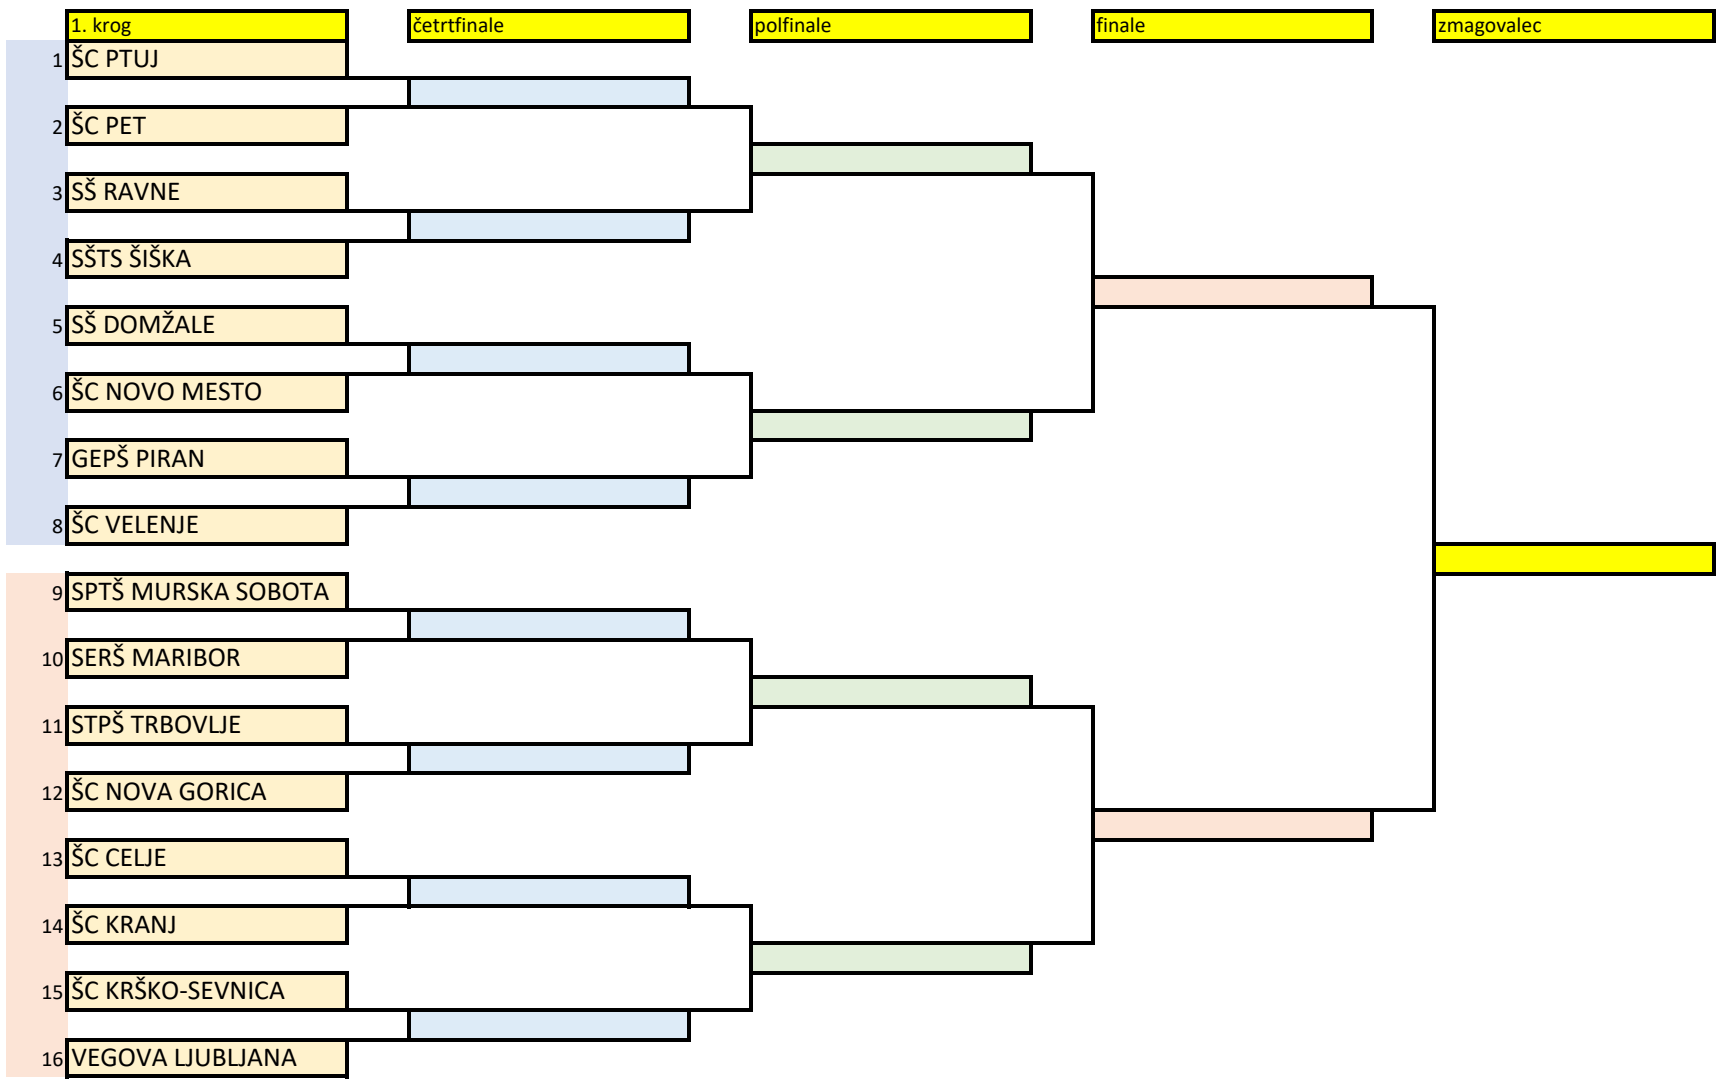 1. krog četrtfinale polfinale finale zmagovalec
1 ŠC PTUJ
2 ŠC PET
3 SŠ RAVNE
4 SŠTS ŠIŠKA
5 SŠ DOMŽALE
6 ŠC NOVO MESTO
7 GEPŠ PIRAN
8 ŠC VELENJE
9 SPTŠ MURSKA SOBOTA
10 SERŠ MARIBOR
11 STPŠ TRBOVLJE
12 ŠC NOVA GORICA
13 ŠC CELJE
14 ŠC KRANJ
15 ŠC KRŠKO-SEVNICA
16 VEGOVA LJUBLJANA